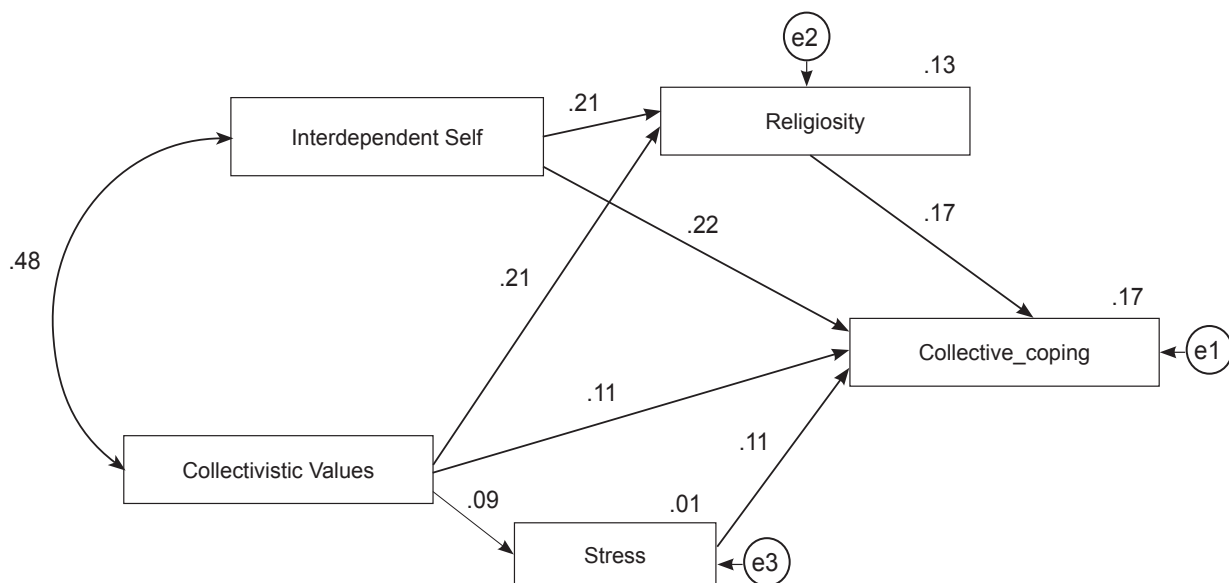 e2
.13
.21
Religiosity
Interdependent Self
.17
.22
.48
.21
.17
Collective_coping
e1
.11
.11
Collectivistic Values
.09
.01
Stress
e3